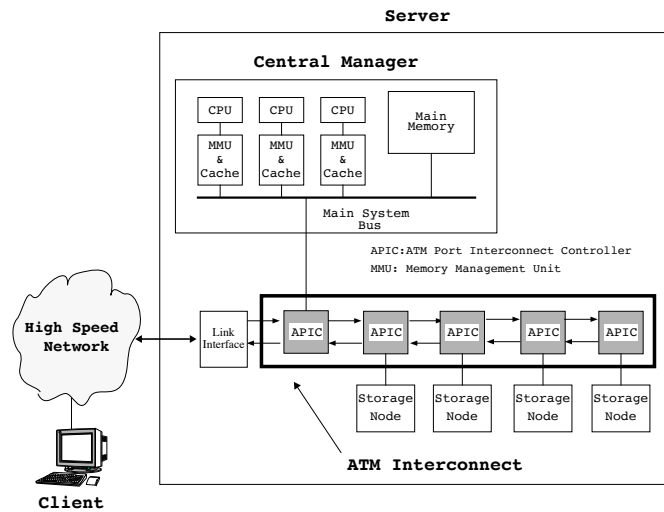 Server
Central Manager
CPU
CPU
CPU
Main
Memory
MMU
&
Cache
MMU
&
Cache
MMU
&
Cache
Main System
Bus
APIC:ATM Port Interconnect Controller
MMU: Memory Management Unit
High Speed
Network
Link
Interface
APIC
APIC
APIC
APIC
APIC
Storage
Node
Storage
Node
Storage
Node
Storage
Node
ATM Interconnect
Client